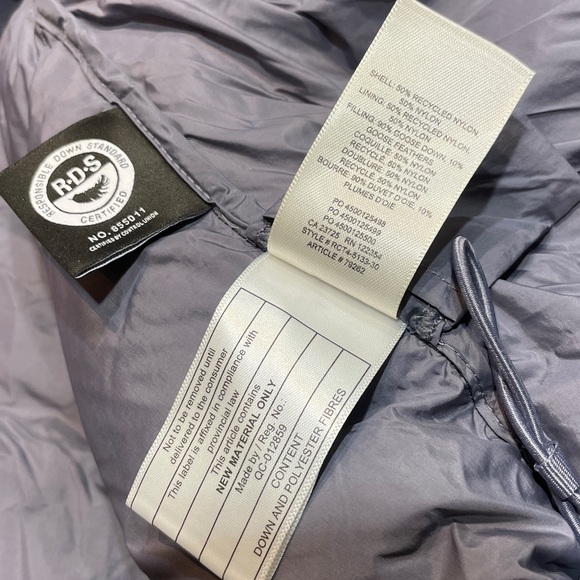 RESPONSIBLE DOWN STANDARD
R·D·S
CERTIFIED
NO. 855011
CERTIFIED BY CONTROL UNION
SHELL: 50% RECYCLED NYLON,
50% NYLON.
LINING: 50% RECYCLED NYLON,
50% NYLON.
FILLING: 90% GOOSE DOWN, 10%
GOOSE FEATHERS
COQUILLE: 50% NYLON
RECYCLÉ, 50% NYLON.
DOUBLURE: 50% NYLON
RECYCLÉ, 50% NYLON.
BOURRE: 90% DUVET D'OIE, 10%
PLUMES D'OIE
PO 4500125498
PO 4500125499
PO 4500125500
CA 23725 RN 122354
STYLE # RCT4-5133-30
ARTICLE # 79262
Not to be removed until
delivered to the consumer
This label is affixed in compliance with
provincial law
This article contains
NEW MATERIAL ONLY
Made by / Reg. No.:
QC-012859
CONTENT
DOWN AND POLYESTER FIBRES